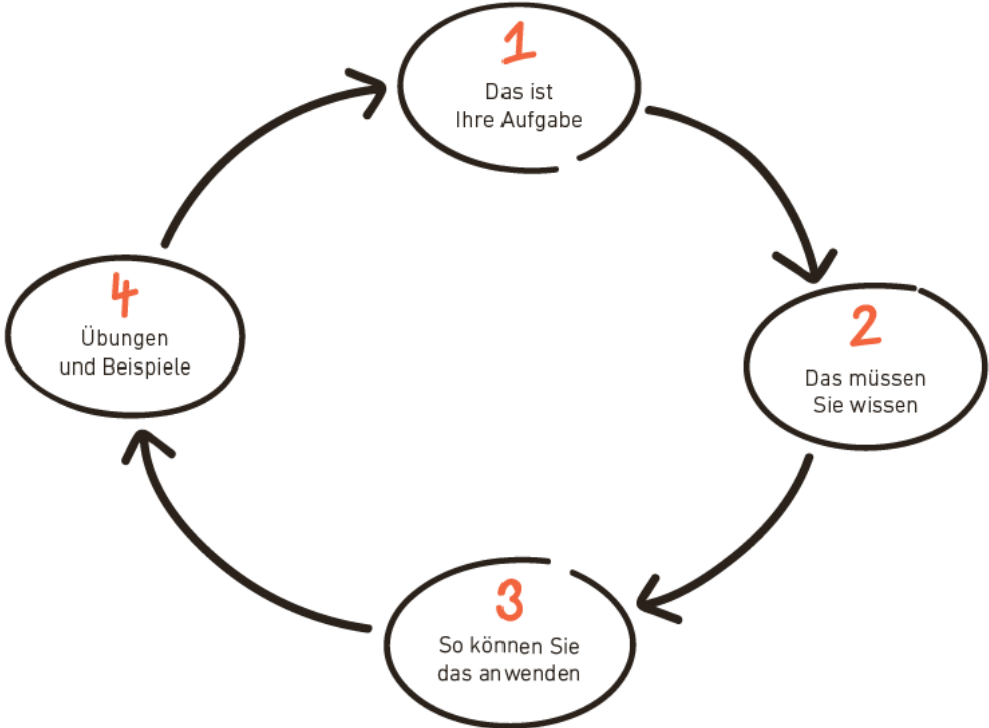 1
Das ist
Ihre Aufgabe
2
Das müssen
Sie wissen
3
So können Sie
das anwenden
4
Übungen
und Beispiele